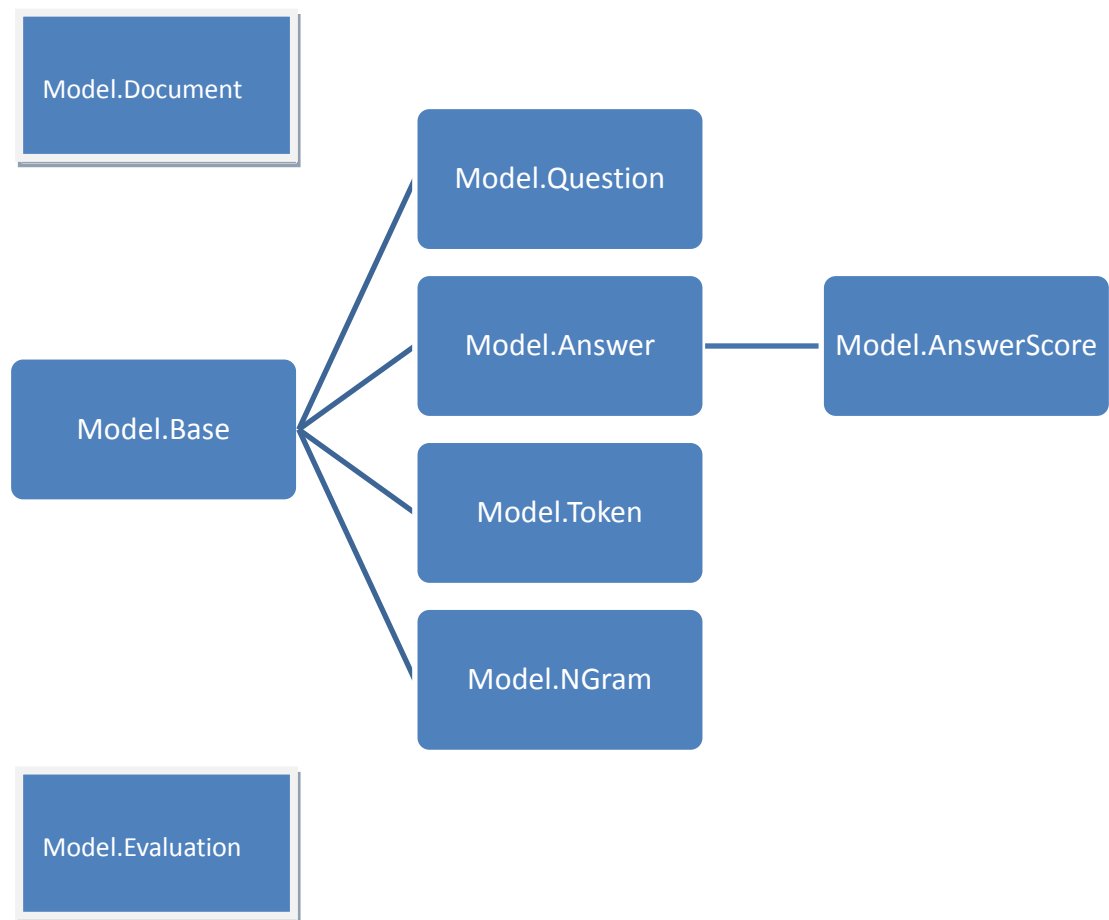 Model.Document
Model.Question
Model.Answer
Model.AnswerScore
Model.Base
Model.Token
Model.NGram
Model.Evaluation